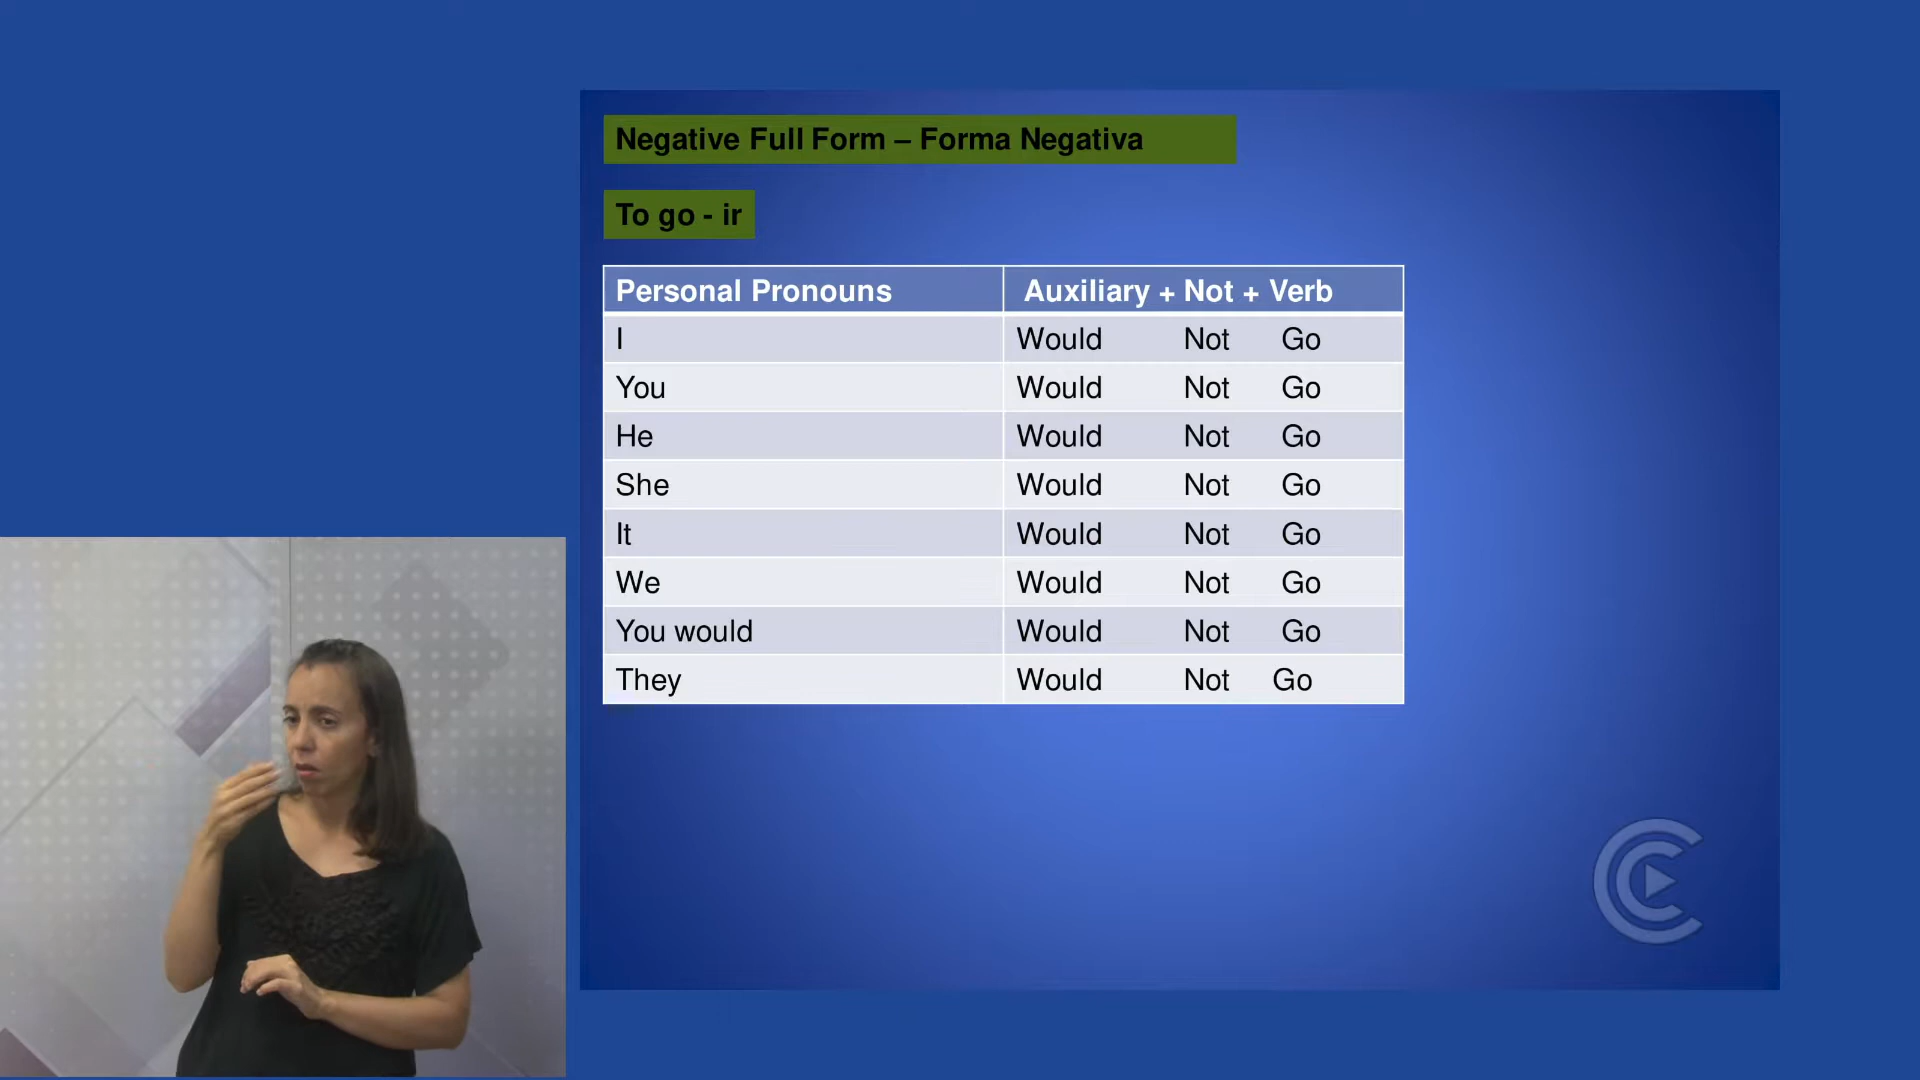 Negative Full Form – Forma Negativa
To go - ir
Personal Pronouns Auxiliary + Not + Verb
I Would Not Go
You Would Not Go
He Would Not Go
She Would Not Go
It Would Not Go
We Would Not Go
You would Would Not Go
They Would Not Go